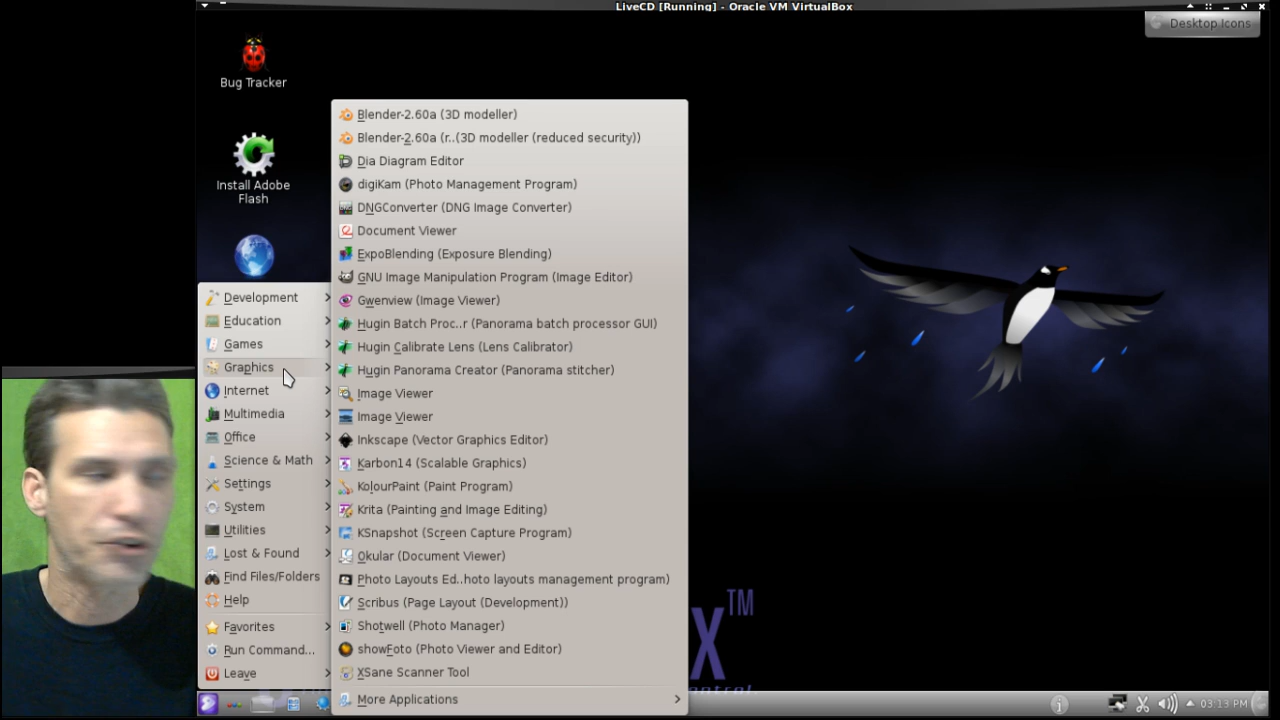 LiveCD [Running] - Oracle VM VirtualBox
Desktop Icons
Bug Tracker
Install Adobe
Flash
Development
Education
Games
Graphics
Internet
Multimedia
Office
Science & Math
Settings
System
Utilities
Lost & Found
Find Files/Folders
Help
Favorites
Run Command...
Leave
Blender-2.60a (3D modeller)
Blender-2.60a (r..(3D modeller (reduced security))
Dia Diagram Editor
digiKam (Photo Management Program)
DNGConverter (DNG Image Converter)
Document Viewer
ExpoBlending (Exposure Blending)
GNU Image Manipulation Program (Image Editor)
Gwenview (Image Viewer)
Hugin Batch Proc..r (Panorama batch processor GUI)
Hugin Calibrate Lens (Lens Calibrator)
Hugin Panorama Creator (Panorama stitcher)
Image Viewer
Image Viewer
Inkscape (Vector Graphics Editor)
Karbon14 (Scalable Graphics)
KolourPaint (Paint Program)
Krita (Painting and Image Editing)
KSnapshot (Screen Capture Program)
Okular (Document Viewer)
Photo Layouts Ed..hoto layouts management program)
Scribus (Page Layout (Development))
Shotwell (Photo Manager)
showFoto (Photo Viewer and Editor)
XSane Scanner Tool
More Applications
X™
03:13 PM